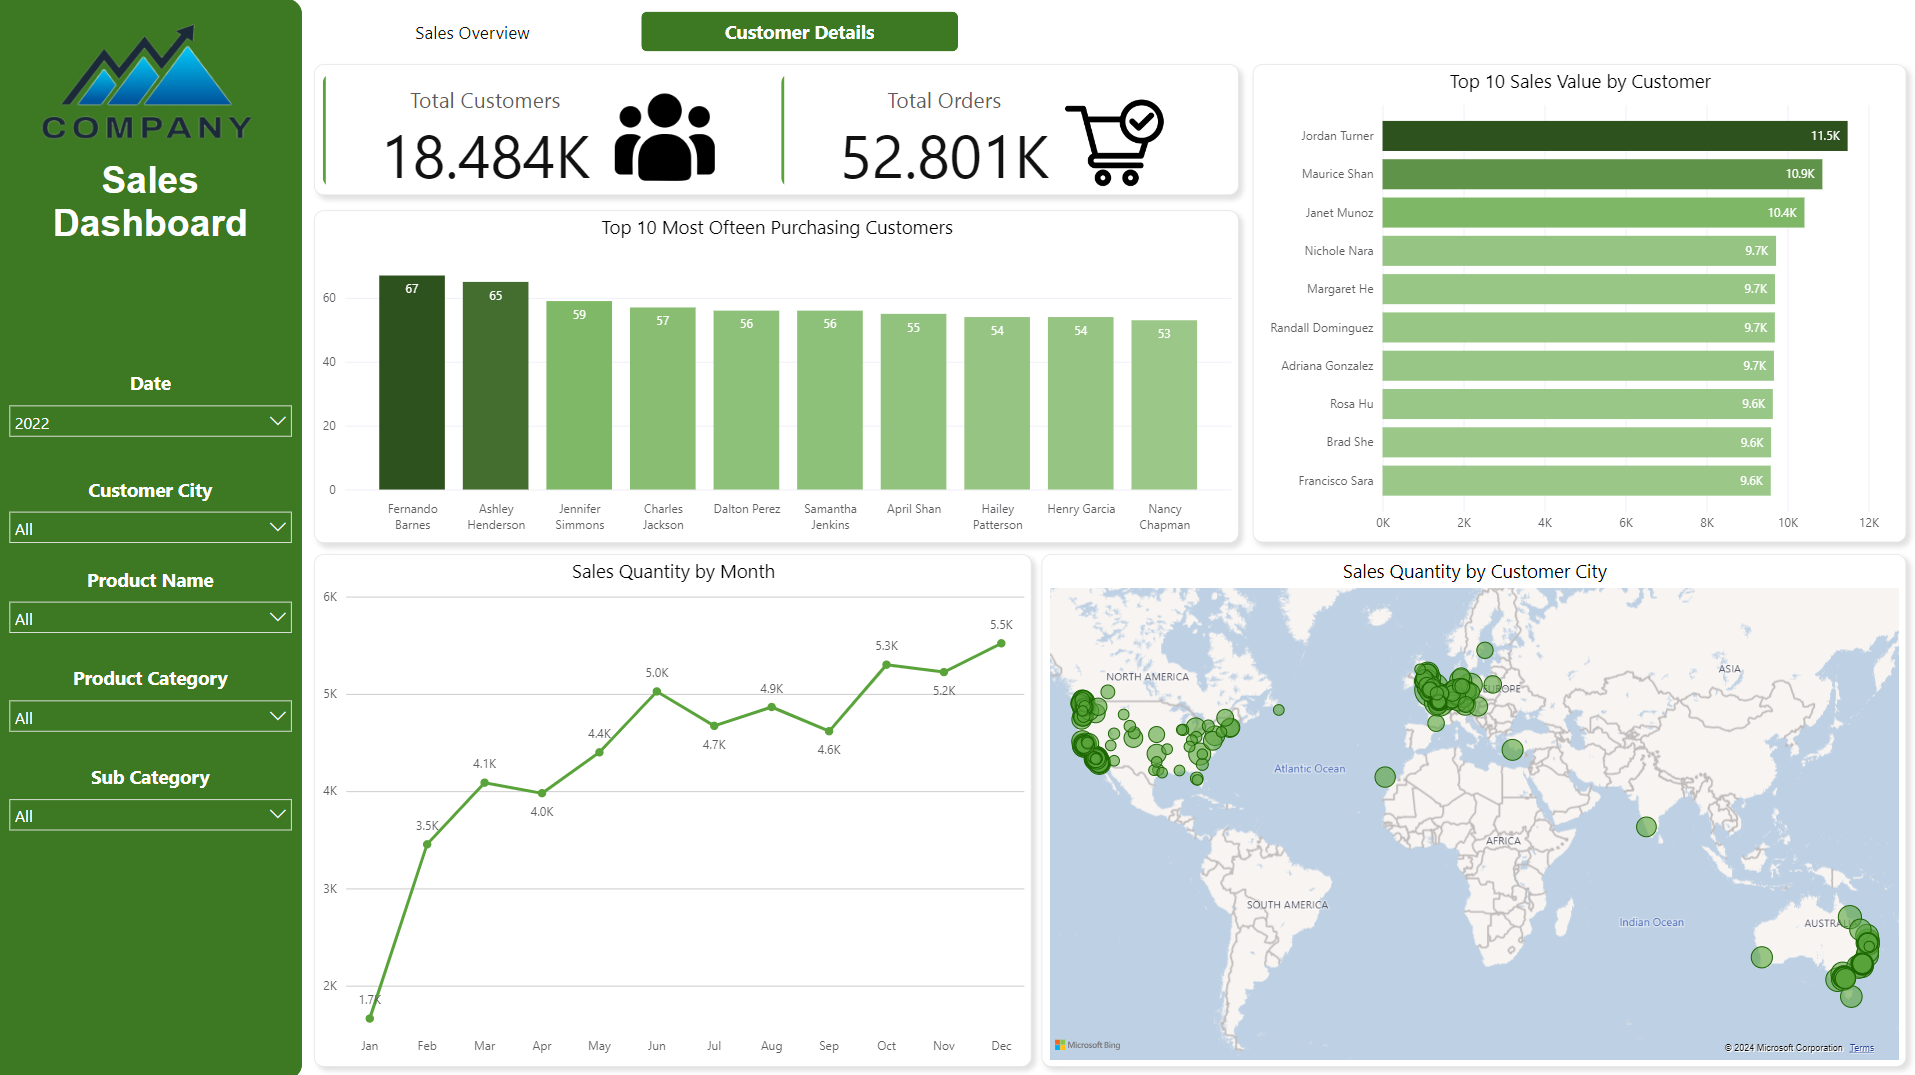 COMPANY
Sales
Dashboard
Date
2022
Customer City
All
Product Name
All
Product Category
All
Sub Category
All
Sales Overview
Customer Details
Total Customers
18.484K
Total Orders
52.801K
Top 10 Most Ofteen Purchasing Customers
60
40
20
0
67
65
59
57
56
56
55
54
54
53
Fernando
Barnes
Ashley
Henderson
Jennifer
Simmons
Charles
Jackson
Dalton Perez
Samantha
Jenkins
April Shan
Hailey
Patterson
Henry Garcia
Nancy
Chapman
Top 10 Sales Value by Customer
Jordan Turner 11.5K
Maurice Shan 10.9K
Janet Munoz 10.4K
Nichole Nara 9.7K
Margaret He 9.7K
Randall Dominguez 9.7K
Adriana Gonzalez 9.7K
Rosa Hu 9.6K
Brad She 9.6K
Francisco Sara 9.6K
0K 2K 4K 6K 8K 10K 12K
Sales Quantity by Month
6K
5K
4K
3K
2K
1.7K
3.5K
4.1K
4.0K
4.4K
5.0K
4.7K
4.9K
4.6K
5.3K
5.2K
5.5K
Jan Feb Mar Apr May Jun Jul Aug Sep Oct Nov Dec
Sales Quantity by Customer City
NORTH AMERICA
EUROPE
ASIA
Atlantic Ocean
AFRICA
SOUTH AMERICA
Indian Ocean
AUSTRA
Microsoft Bing
© 2024 Microsoft Corporation Terms